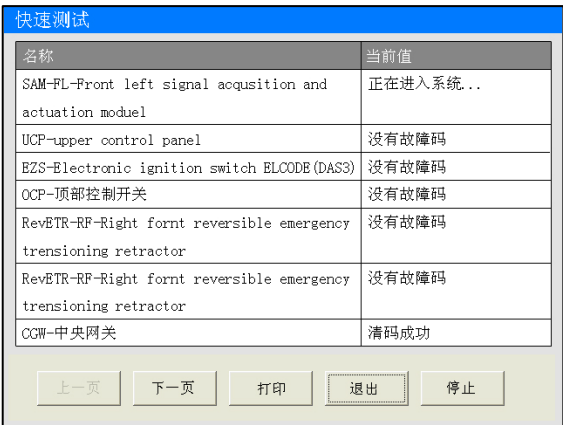 快速测试
名称 当前值
SAM-FL-Front left signal acqusition and 正在进入系统...
actuation moduel
UCP-upper control panel 没有故障码
EZS-Electronic ignition switch ELCODE(DAS3) 没有故障码
OCP-顶部控制开关 没有故障码
RevETR-RF-Right fornt reversible emergency 没有故障码
trensioning retractor
RevETR-RF-Right fornt reversible emergency 没有故障码
trensioning retractor
CGW-中央网关 清码成功
上一页 下一页 打印 退出 停止